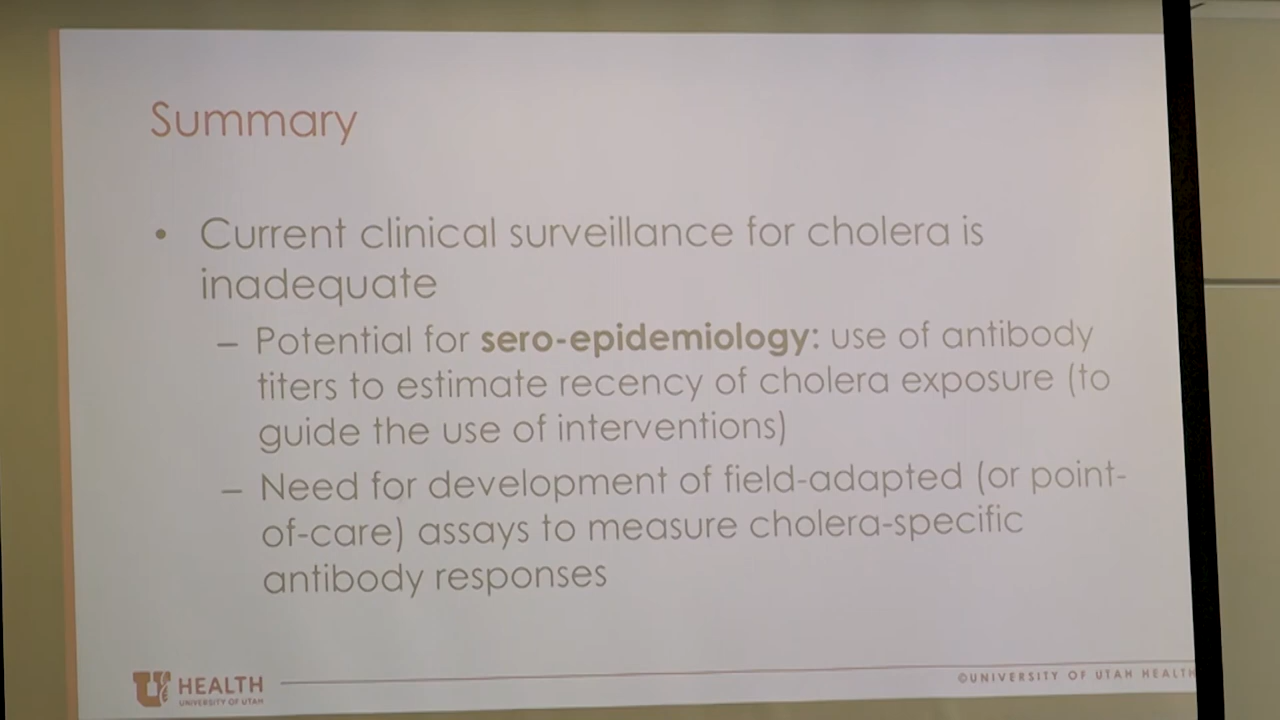 Summary
• Current clinical surveillance for cholera is
inadequate
– Potential for sero-epidemiology: use of antibody
titers to estimate recency of cholera exposure (to
guide the use of interventions)
– Need for development of field-adapted (or point-
of-care) assays to measure cholera-specific
antibody responses
U HEALTH
UNIVERSITY OF UTAH
©UNIVERSITY OF UTAH HEALTH